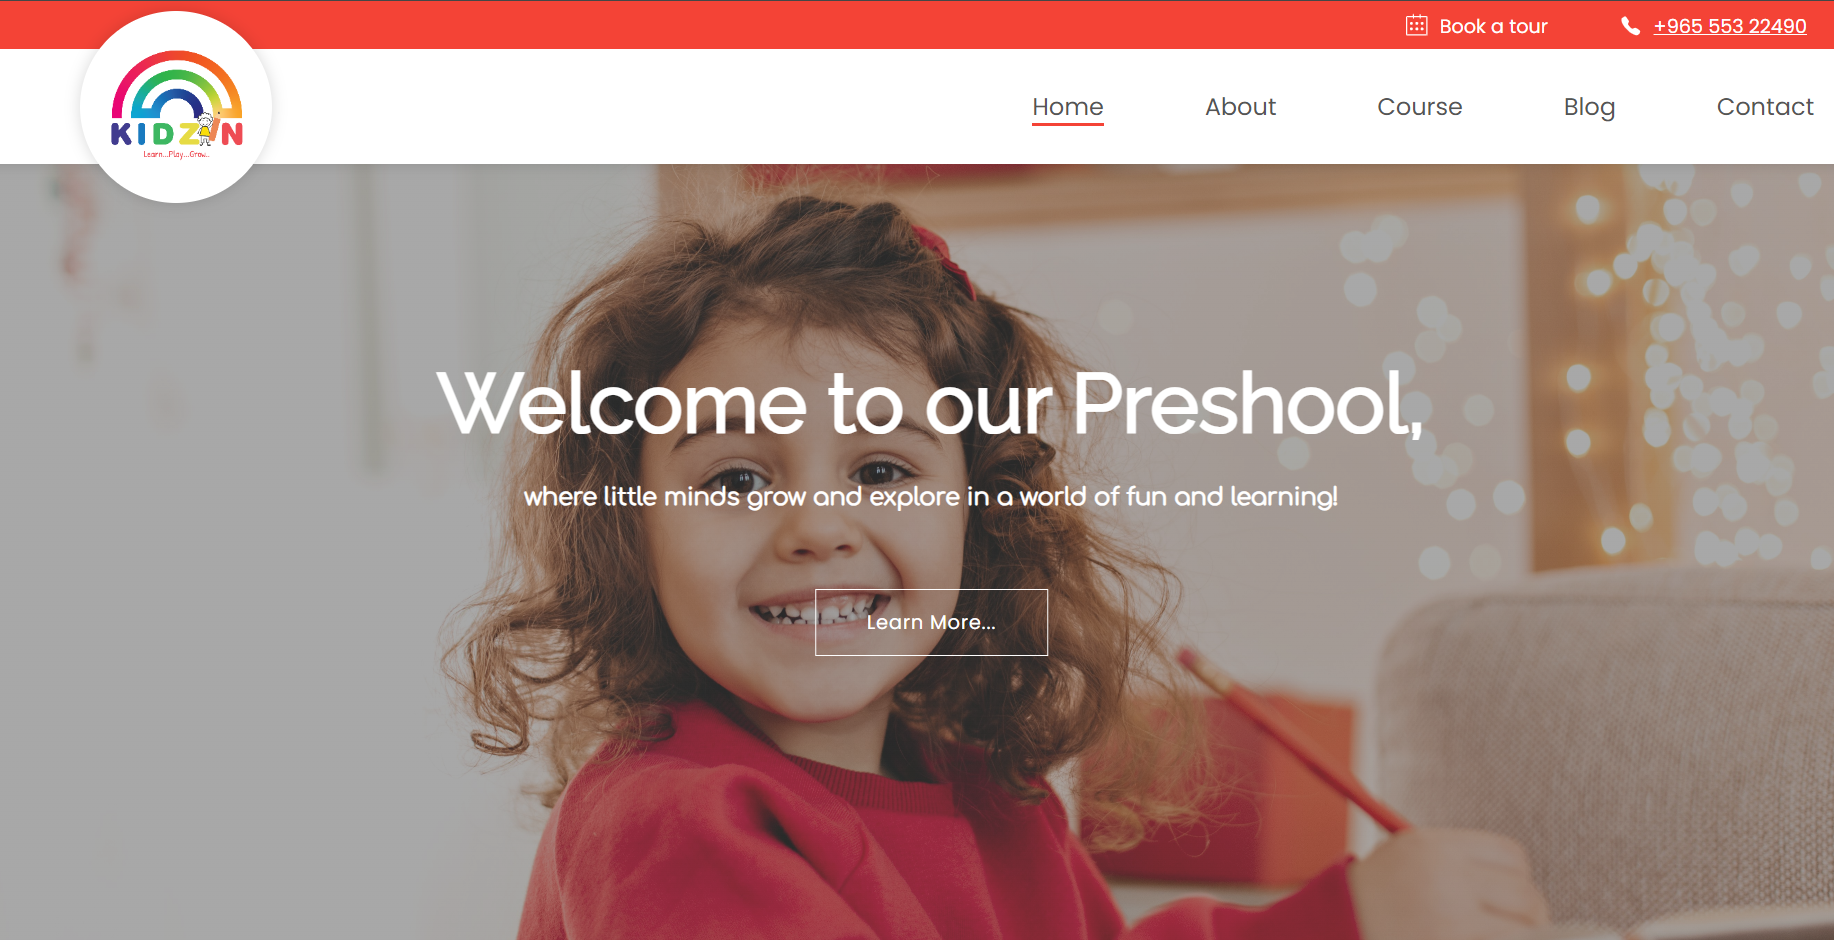 Book a tour
+965 553 22490
KIDZIN
Learn...Play...Grow..
Home
About
Course
Blog
Contact
Welcome to our Preshool,
where little minds grow and explore in a world of fun and learning!
Learn More...